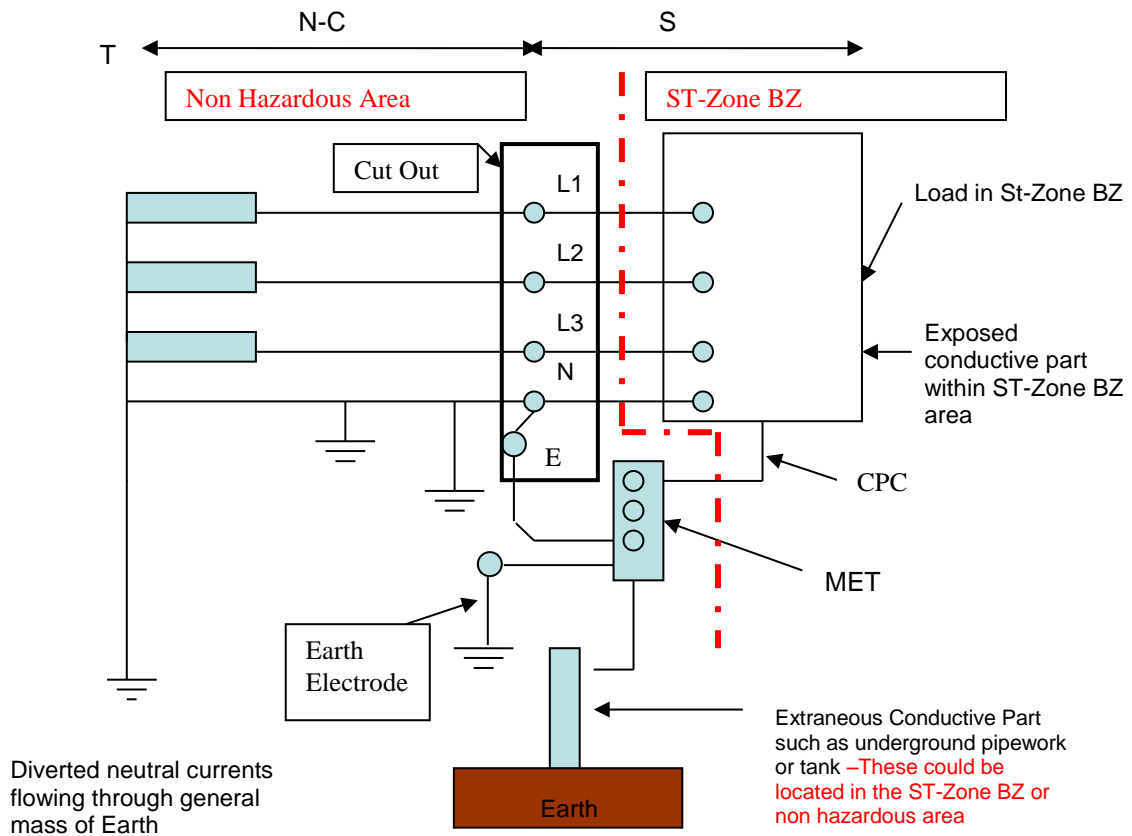 N-C
S
T
Non Hazardous Area
ST-Zone BZ
Cut Out
L1
Load in St-Zone BZ
L2
L3
Exposed
conductive part
within ST-Zone BZ
area
N
E
CPC
MET
Earth
Electrode
Extraneous Conductive Part
such as underground pipework
or tank –These could be
located in the ST-Zone BZ or
non hazardous area
Diverted neutral currents
flowing through general
mass of Earth
Earth